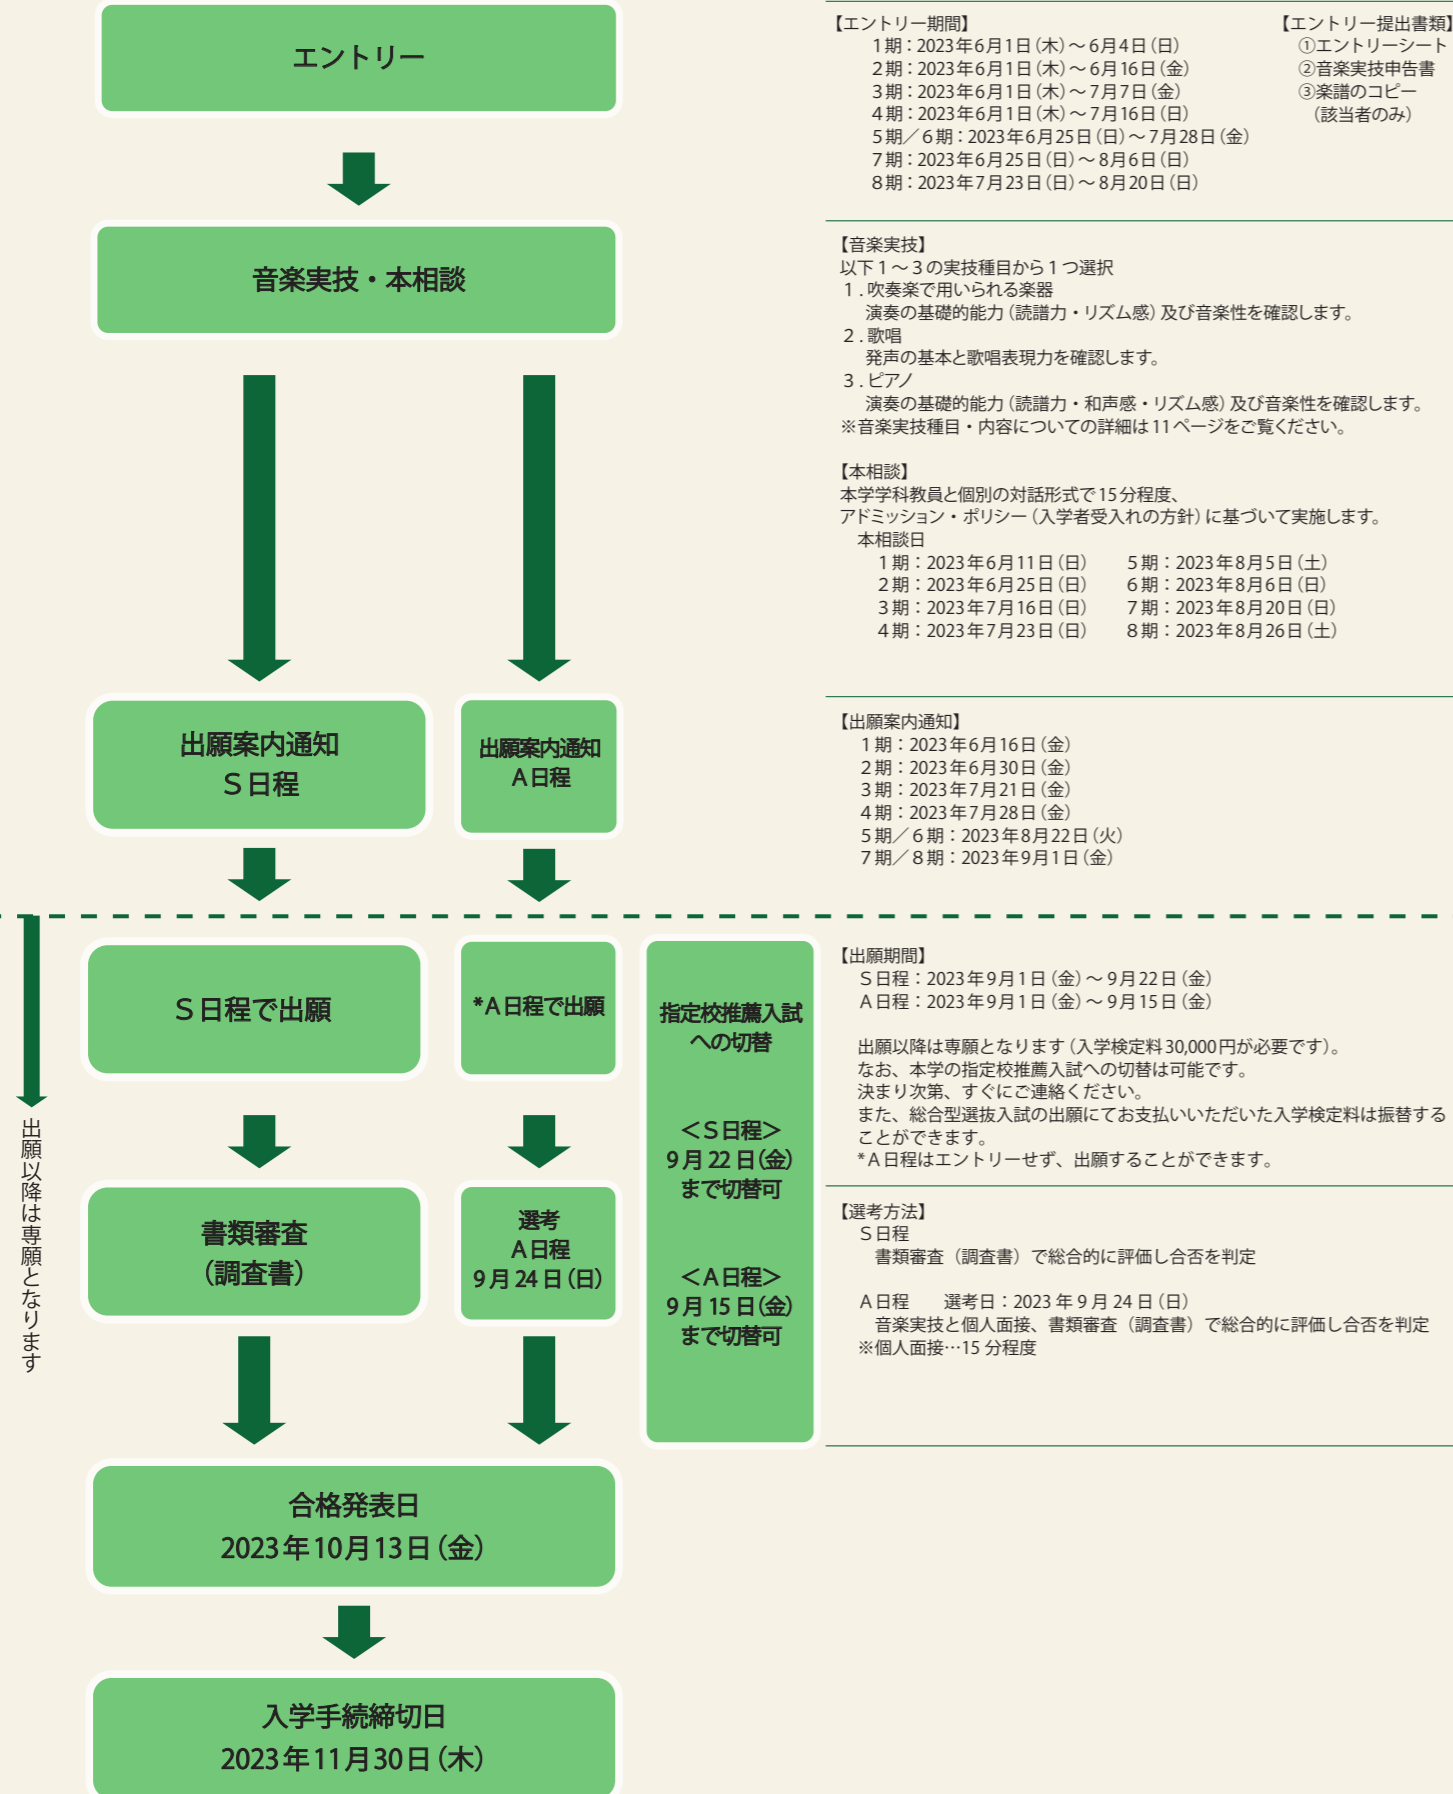 エントリー
【エントリー期間】
1期：2023年6月1日（木）～6月4日（日）
2期：2023年6月1日（木）～6月16日（金）
3期：2023年6月1日（木）～7月7日（金）
4期：2023年6月1日（木）～7月16日（日）
5期／6期：2023年6月25日（日）～7月28日（金）
7期：2023年6月25日（日）～8月6日（日）
8期：2023年7月23日（日）～8月20日（日）
【エントリー提出書類】
①エントリーシート
②音楽実技申告書
③楽譜のコピー
（該当者のみ）
音楽実技・本相談
【音楽実技】
以下1～3の実技種目から1つ選択
1．吹奏楽で用いられる楽器
演奏の基礎的能力（読譜力・リズム感）及び音楽性を確認します。
2．歌唱
発声の基本と歌唱表現力を確認します。
3．ピアノ
演奏の基礎的能力（読譜力・和声感・リズム感）及び音楽性を確認します。
※音楽実技種目・内容についての詳細は11ページをご覧ください。
【本相談】
本学学科教員と個別の対話形式で15分程度、
アドミッション・ポリシー（入学者受入れの方針）に基づいて実施します。
本相談日
1期：2023年6月11日（日） 5期：2023年8月5日（土）
2期：2023年6月25日（日） 6期：2023年8月6日（日）
3期：2023年7月16日（日） 7期：2023年8月20日（日）
4期：2023年7月23日（日） 8期：2023年8月26日（土）
出願案内通知
S日程
出願案内通知
A日程
【出願案内通知】
1期：2023年6月16日（金）
2期：2023年6月30日（金）
3期：2023年7月21日（金）
4期：2023年7月28日（金）
5期／6期：2023年8月22日（火）
7期／8期：2023年9月1日（金）
出願以降は専願となります
S日程で出願
*A日程で出願
指定校推薦入試
への切替
＜S日程＞
9月22日（金）
まで切替可
＜A日程＞
9月15日（金）
まで切替可
【出願期間】
S日程：2023年9月1日（金）～9月22日（金）
A日程：2023年9月1日（金）～9月15日（金）
出願以降は専願となります（入学検定料30,000円が必要です）。
なお、本学の指定校推薦入試への切替は可能です。
決まり次第、すぐにご連絡ください。
また、総合型選抜入試の出願にてお支払いいただいた入学検定料は振替する
ことができます。
*A日程はエントリーせず、出願することができます。
書類審査
（調査書）
選考
A日程
9月24日（日）
【選考方法】
S日程
書類審査（調査書）で総合的に評価し合否を判定
A日程 選考日：2023年9月24日（日）
音楽実技と個人面接、書類審査（調査書）で総合的に評価し合否を判定
※個人面接…15分程度
合格発表日
2023年10月13日（金）
入学手続締切日
2023年11月30日（木）